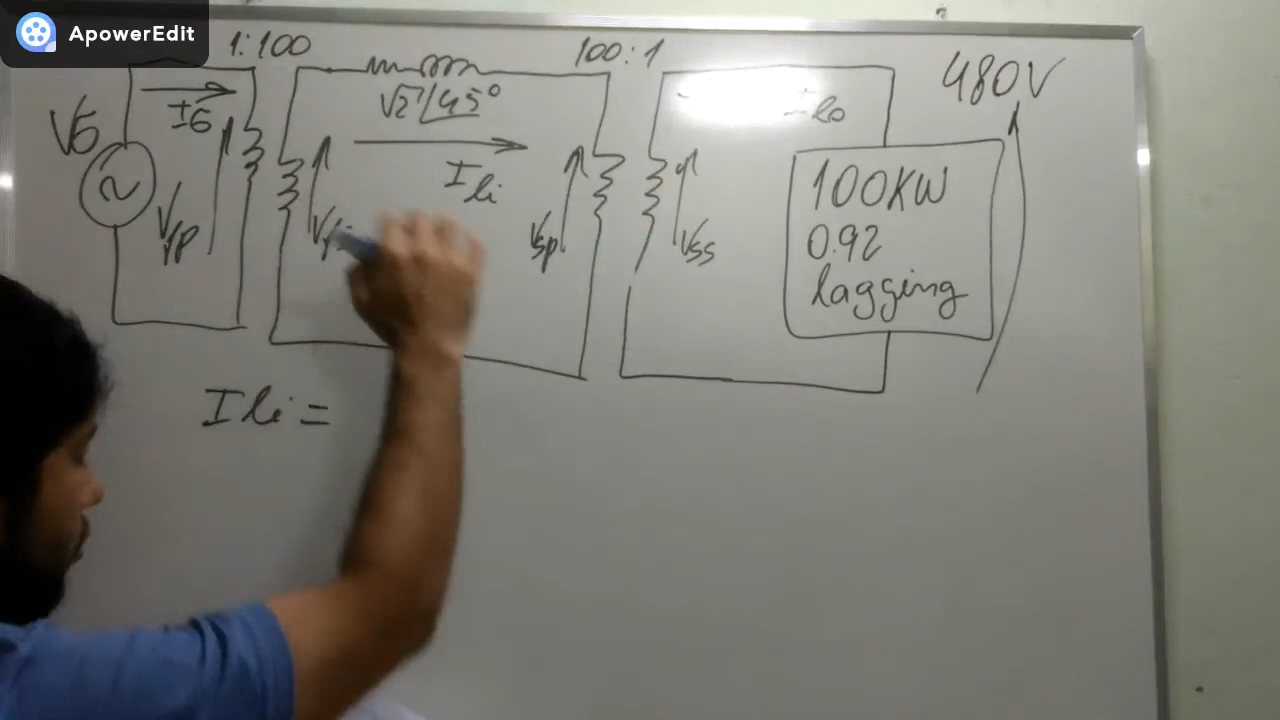 ApowerEdit
1:100
100:1
480V
VG
IG
√2 ∠45°
Ilo
Ili
100KW
0.92
lagging
Vyp
Vsp
Vss
Ili =